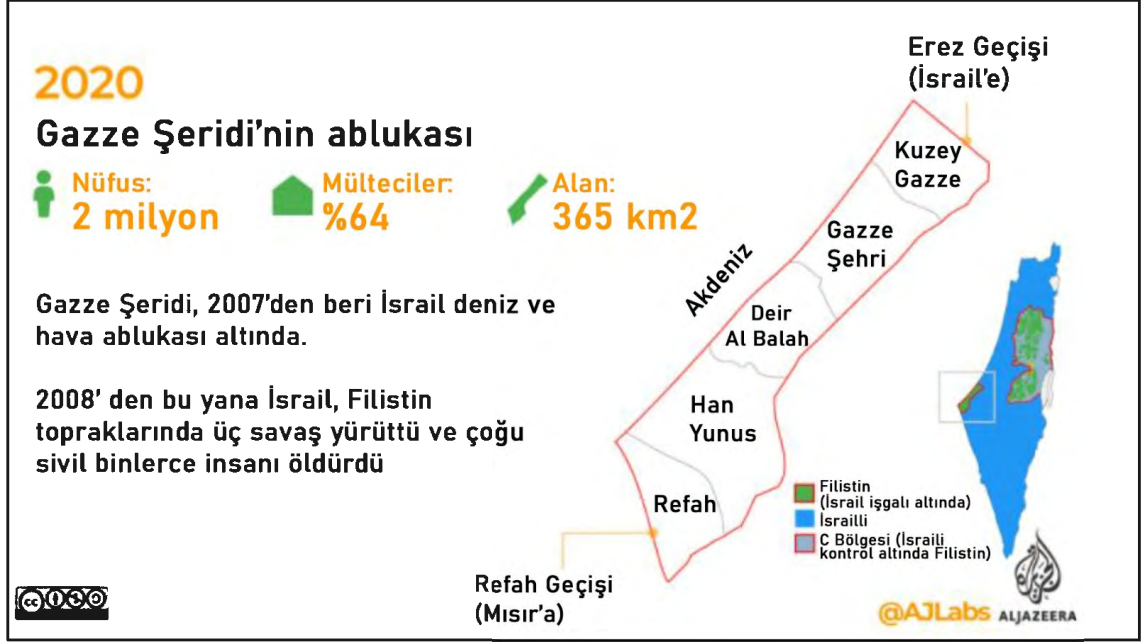 2020
Gazze Şeridi'nin ablukası
Nüfus:
2 milyon
Mülteciler:
%64
Alan:
365 km2
Gazze Şeridi, 2007'den beri İsrail deniz ve
hava ablukası altında.
2008' den bu yana İsrail, Filistin
topraklarında üç savaş yürüttü ve çoğu
sivil binlerce insanı öldürdü
Erez Geçişi
(İsrail'e)
Kuzey
Gazze
Gazze
Şehri
Akdeniz
Deir
Al Balah
Han
Yunus
Refah
Refah Geçişi
(Mısır'a)
Filistin
(İsrail işgalı altında)
İsrailli
C Bölgesi (İsraili
kontrol altında Filistin)
@AJLabs
الجزيرة
ALJAZEERA
cc